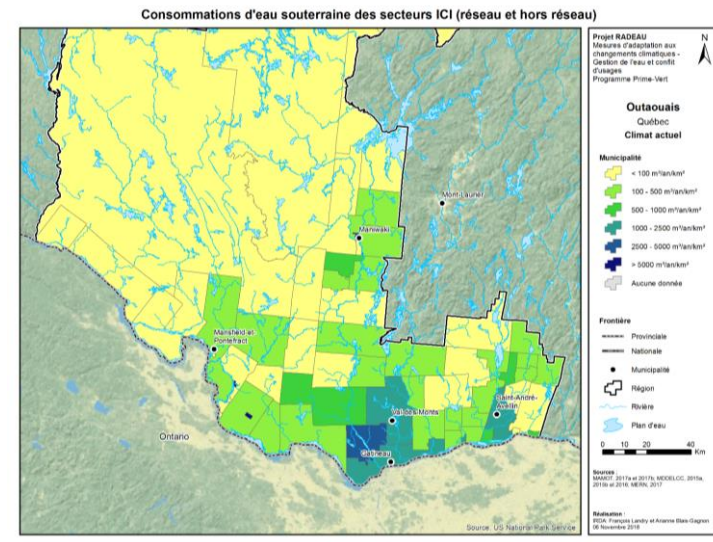 Consommations d'eau souterraine des secteurs ICI (réseau et hors réseau)
Projet RADEAU
Mesures d'adaptation aux
changements climatiques -
Gestion de l'eau et conflit
d'usages
Programme Prime-Vert
N
Outaouais
Québec
Climat actuel
Municipalité
< 100 m³/an/km²
100 - 500 m³/an/km²
500 - 1000 m³/an/km²
1000 - 2500 m³/an/km²
2500 - 5000 m³/an/km²
> 5000 m³/an/km²
Aucune donnée
Frontière
Provinciale
Nationale
Municipalité
Région
Rivière
Plan d'eau
0 10 20 40
Km
Sources :
MAMOT, 2017a et 2017b; MDDELCC, 2015a,
2015b et 2016; MERN, 2017
Réalisation :
IRDA: François Landry et Arianne Blais-Gagnon
06 Novembre 2018
Mont-Laurier
Maniwaki
Mansfield-et-
Pontefract
Saint-André-
Avellin
Val-des-Monts
Ontario
Gatineau
Source: US National Park Service